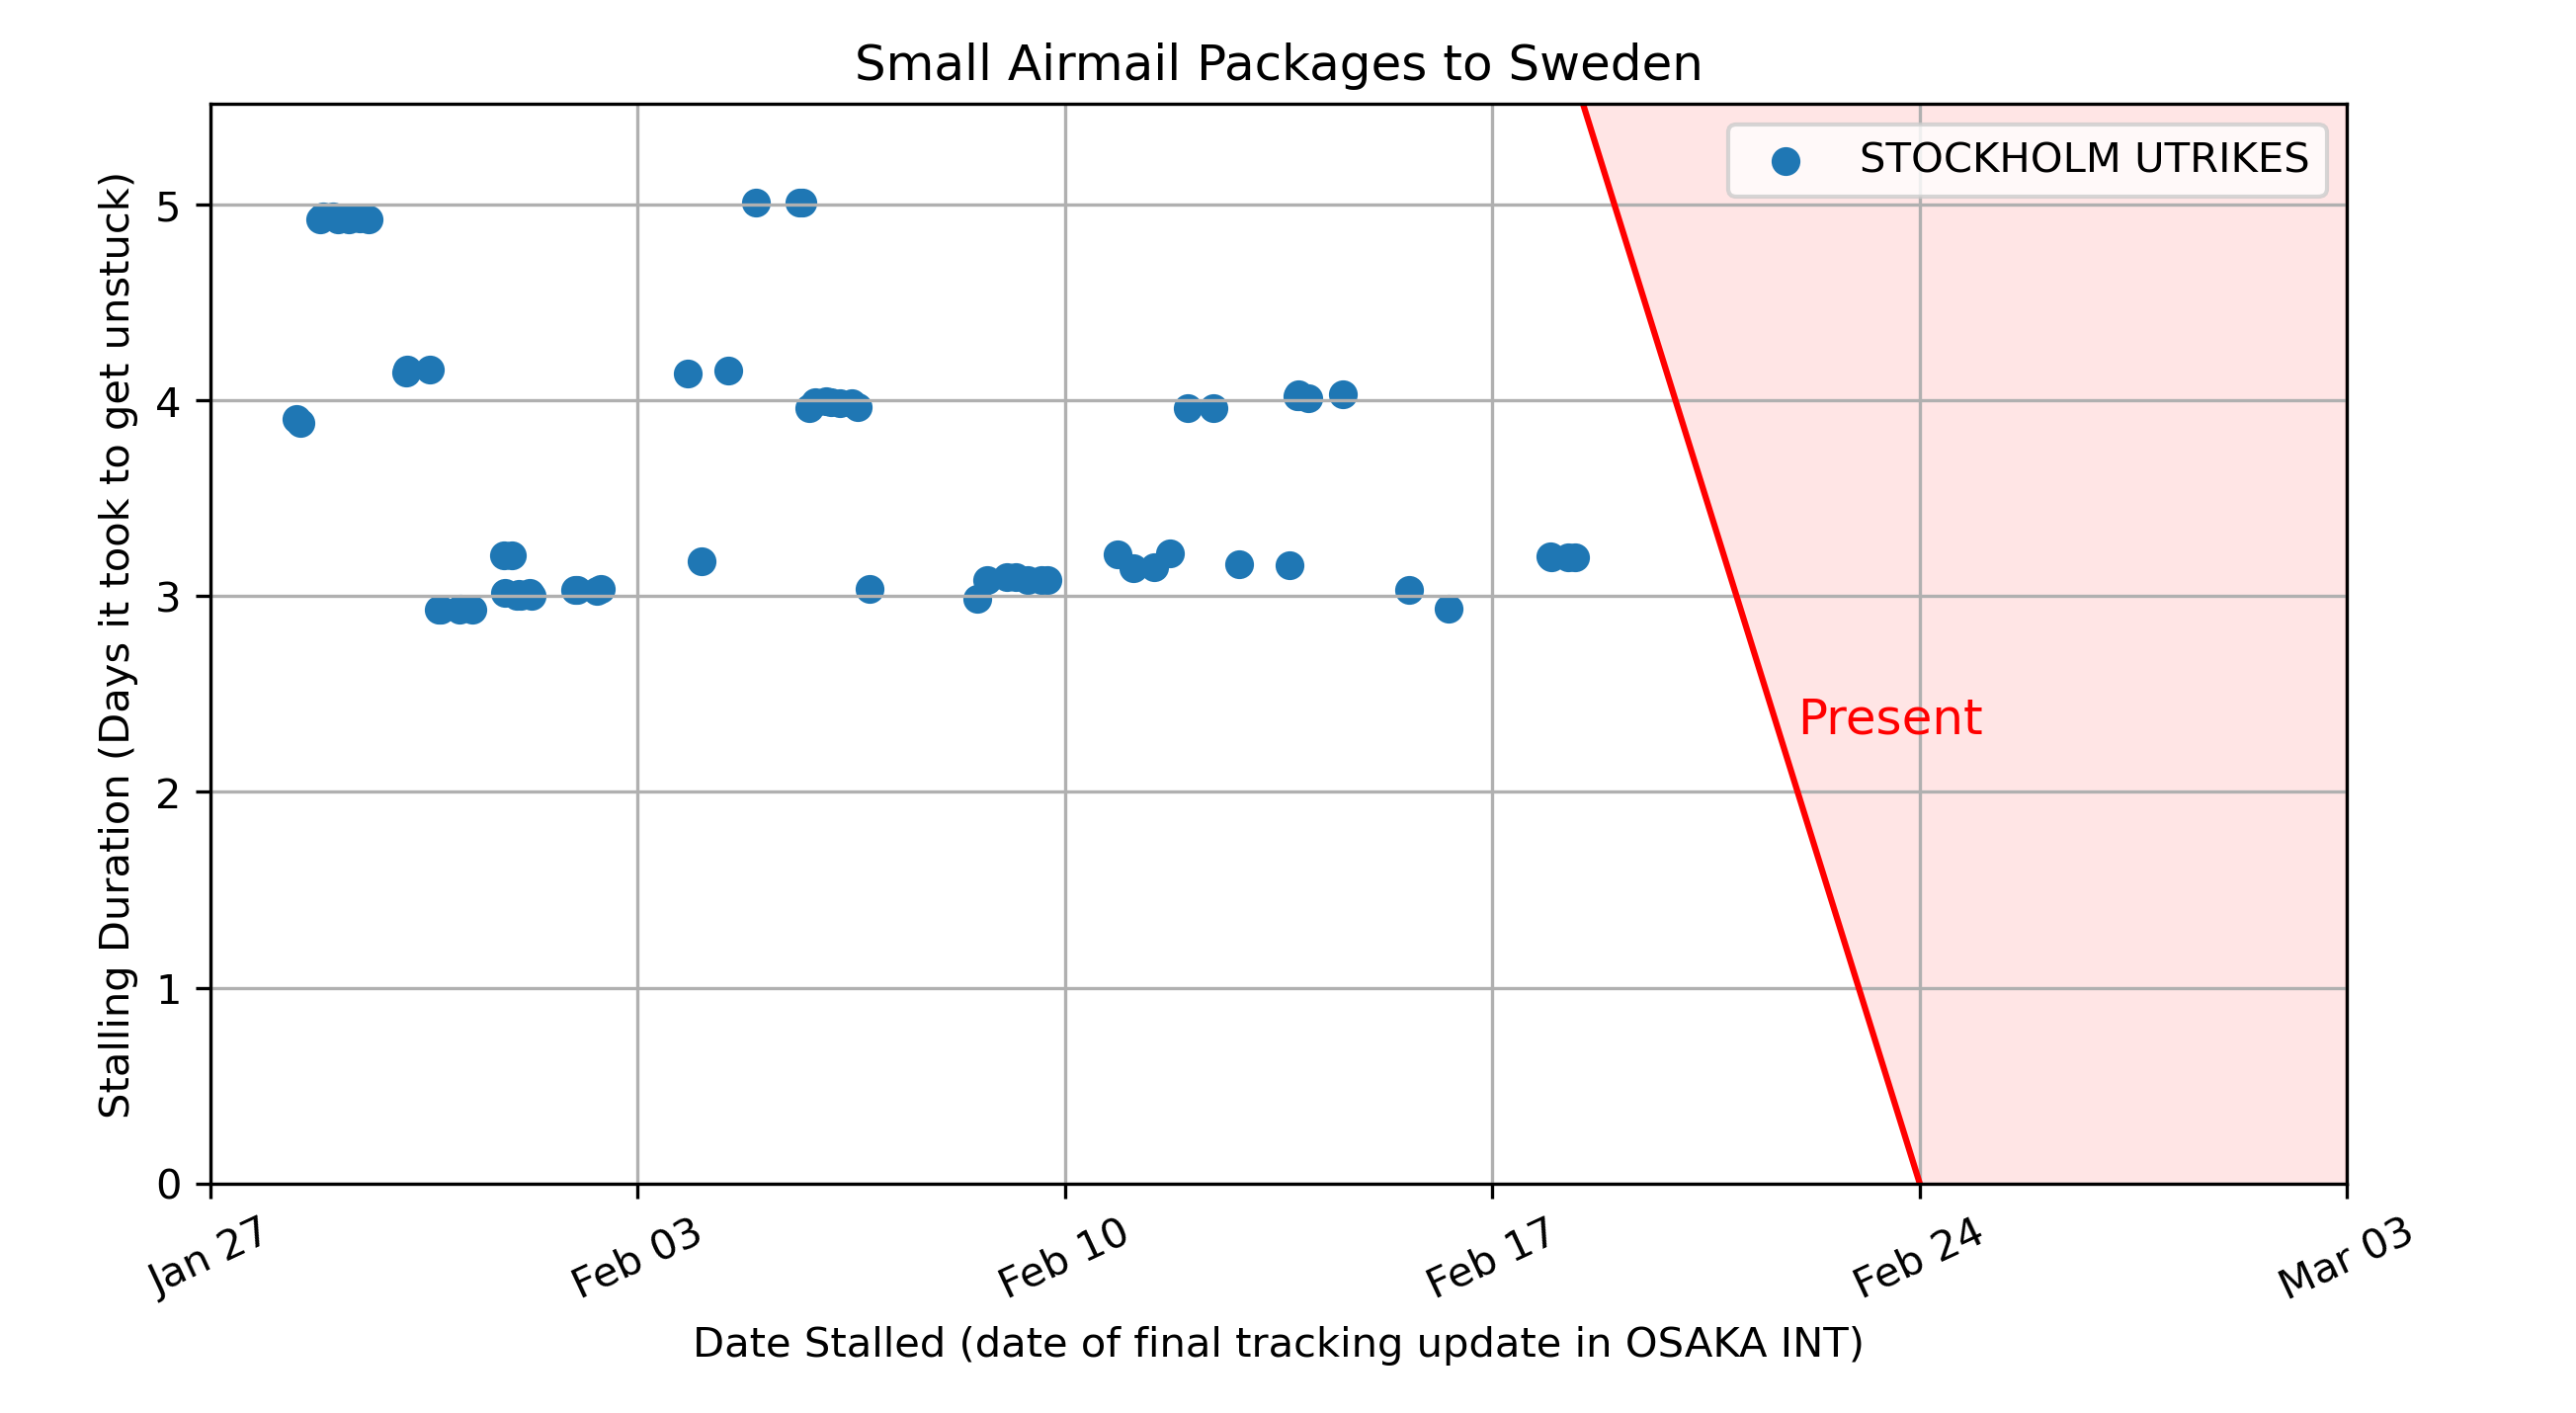 Small Airmail Packages to Sweden
STOCKHOLM UTRIKES
Stalling Duration (Days it took to get unstuck)
5
4
3
2
1
0
Present
Jan 27
Feb 03
Feb 10
Feb 17
Feb 24
Mar 03
Date Stalled (date of final tracking update in OSAKA INT)